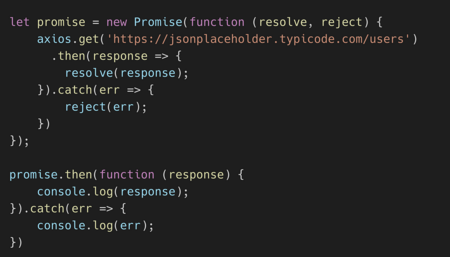 let promise = new Promise(function (resolve, reject) {
    axios.get('https://jsonplaceholder.typicode.com/users')
      .then(response => {
        resolve(response);
    }).catch(err => {
        reject(err);
    })
});

promise.then(function (response) {
    console.log(response);
}).catch(err => {
    console.log(err);
})